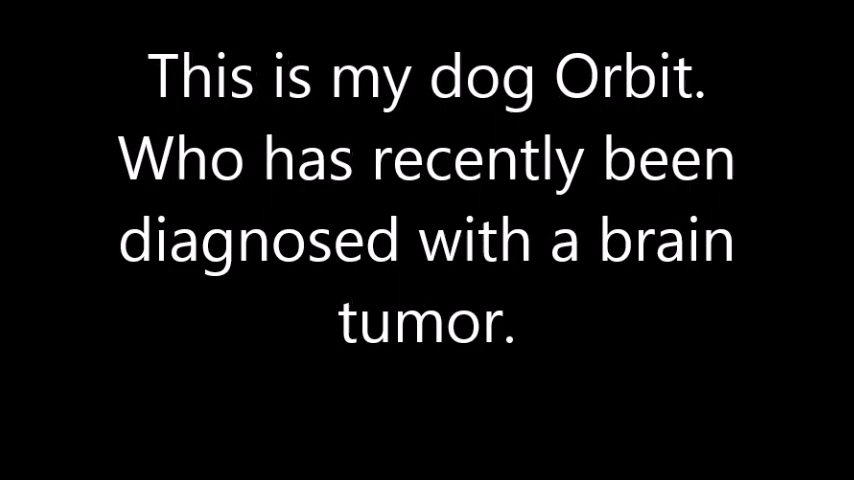 This is my dog Orbit.
Who has recently been
diagnosed with a brain
tumor.